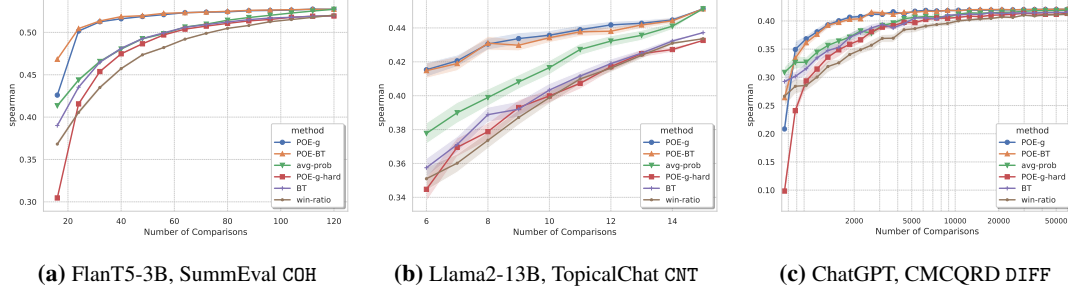 0.50
0.45
0.40
0.35
0.30
spearman
20
40
60
80
100
120
Number of Comparisons
method
POE-g
POE-BT
avg-prob
POE-g-hard
BT
win-ratio
0.44
0.42
0.40
0.38
0.36
0.34
spearman
6
8
10
12
14
Number of Comparisons
method
POE-g
POE-BT
avg-prob
POE-g-hard
BT
win-ratio
0.40
0.35
0.30
0.25
0.20
0.15
0.10
spearman
2000
5000
10000
20000
50000
Number of Comparisons
method
POE-g
POE-BT
avg-prob
POE-g-hard
BT
win-ratio
(a) FlanT5-3B, SummEval COH
(b) Llama2-13B, TopicalChat CNT
(c) ChatGPT, CMCQRD DIFF